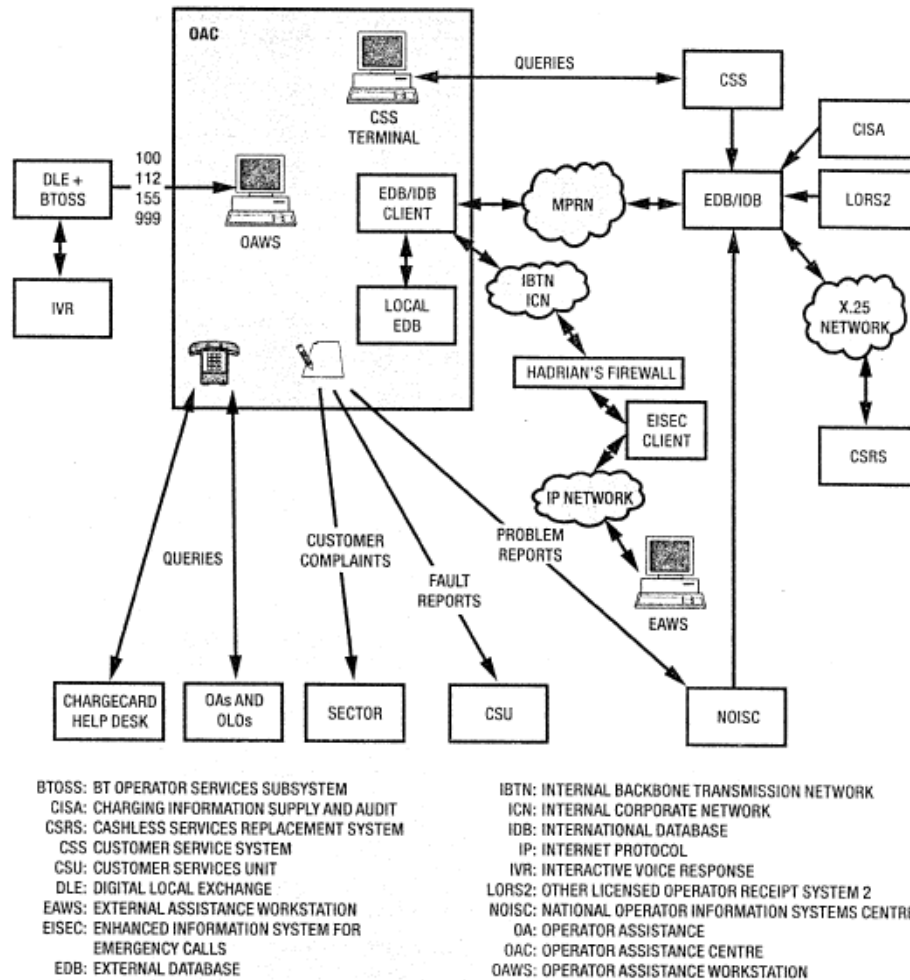 OAC
QUERIES
CSS
TERMINAL
CSS
CISA
DLE +
BTOSS
100
112
155
999
OAWS
EDB/IDB
CLIENT
MPRN
EDB/IDB
LORS2
IVR
LOCAL
EDB
IBTN
ICN
X.25
NETWORK
HADRIAN'S FIREWALL
EISEC
CLIENT
CSRS
IP NETWORK
QUERIES
CUSTOMER
COMPLAINTS
FAULT
REPORTS
PROBLEM
REPORTS
EAWS
CHARGECARD
HELP DESK
OAs AND
OLOs
SECTOR
CSU
NOISC
BTOSS: BT OPERATOR SERVICES SUBSYSTEM
CISA: CHARGING INFORMATION SUPPLY AND AUDIT
CSRS: CASHLESS SERVICES REPLACEMENT SYSTEM
CSS CUSTOMER SERVICE SYSTEM
CSU: CUSTOMER SERVICES UNIT
DLE: DIGITAL LOCAL EXCHANGE
EAWS: EXTERNAL ASSISTANCE WORKSTATION
EISEC: ENHANCED INFORMATION SYSTEM FOR
EMERGENCY CALLS
EDB: EXTERNAL DATABASE
IBTN: INTERNAL BACKBONE TRANSMISSION NETWORK
ICN: INTERNAL CORPORATE NETWORK
IDB: INTERNATIONAL DATABASE
IP: INTERNET PROTOCOL
IVR: INTERACTIVE VOICE RESPONSE
LORS2: OTHER LICENSED OPERATOR RECEIPT SYSTEM 2
NOISC: NATIONAL OPERATOR INFORMATION SYSTEMS CENTRE
OA: OPERATOR ASSISTANCE
OAC: OPERATOR ASSISTANCE CENTRE
OAWS: OPERATOR ASSISTANCE WORKSTATION